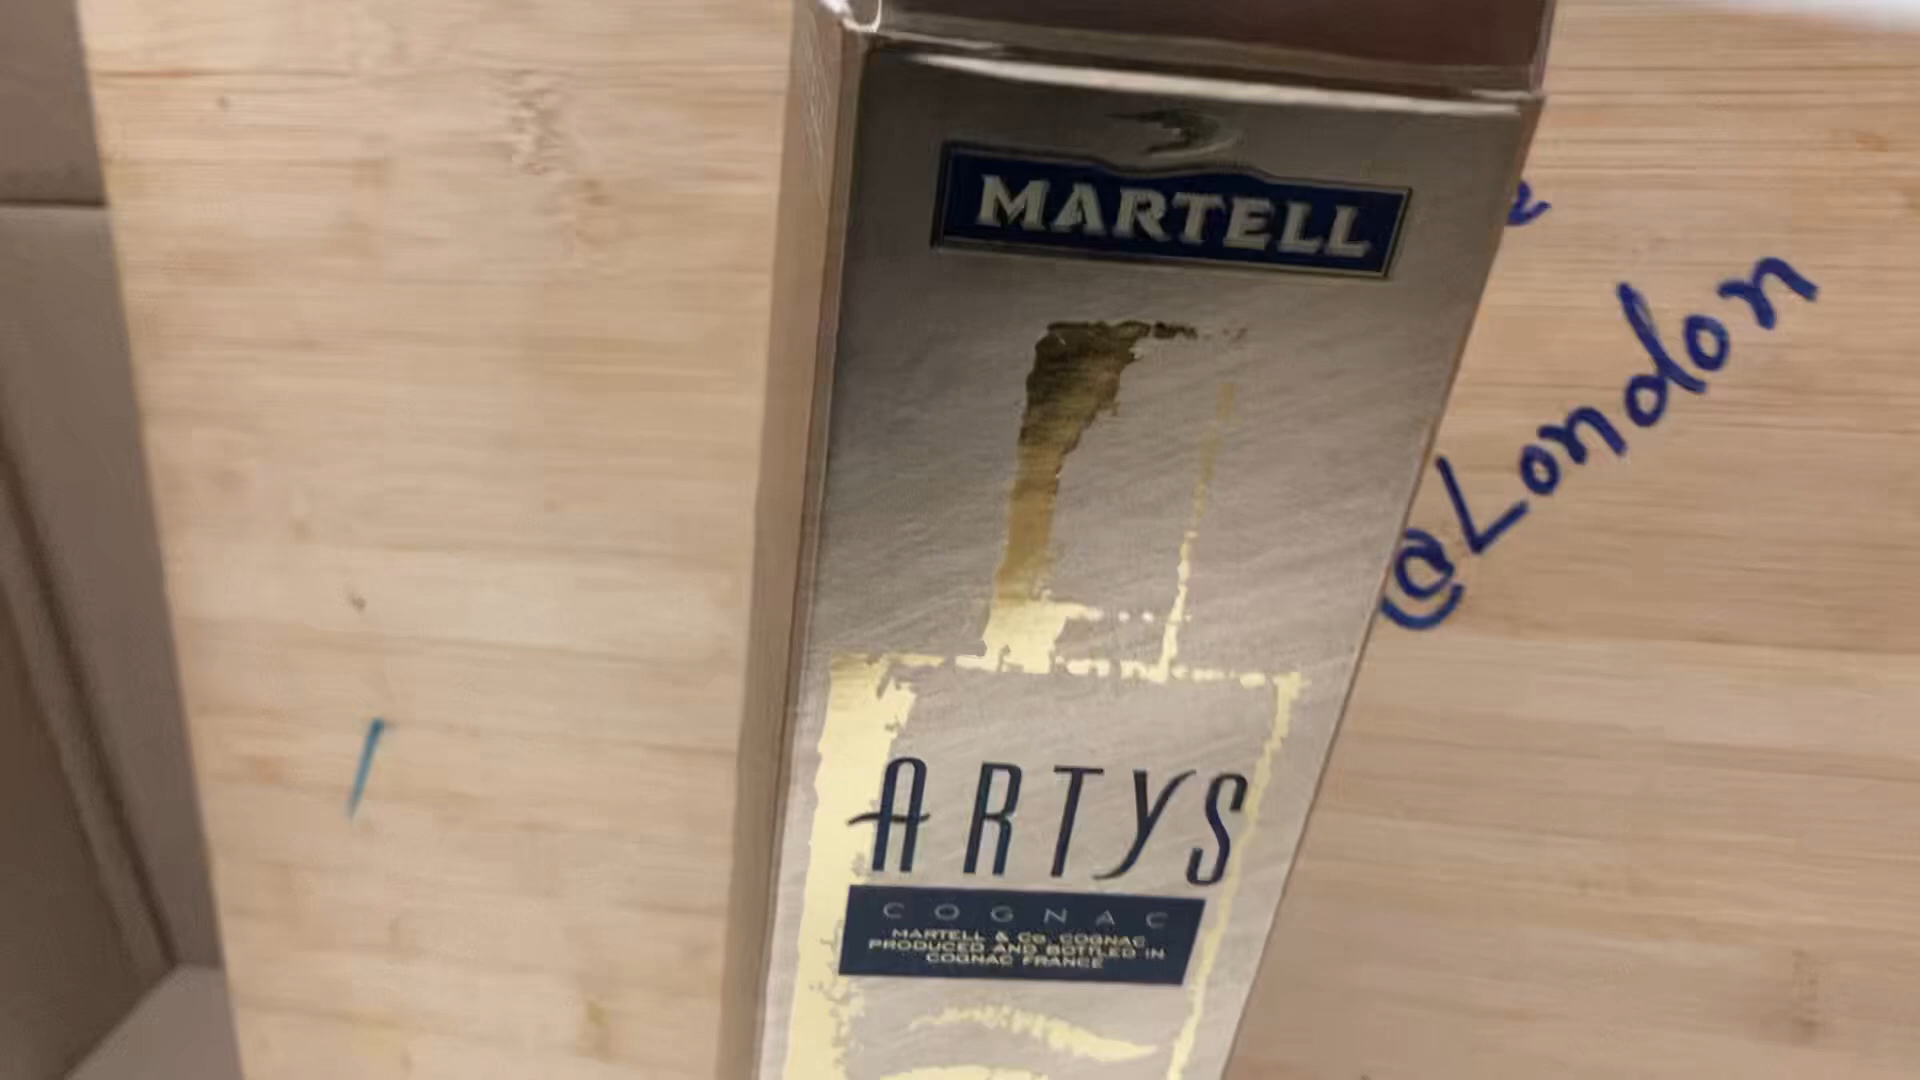 MARTELL
ARTYS
COGNAC
MARTELL & Co COGNAC
PRODUCED AND BOTTLED IN
COGNAC FRANCE
@London